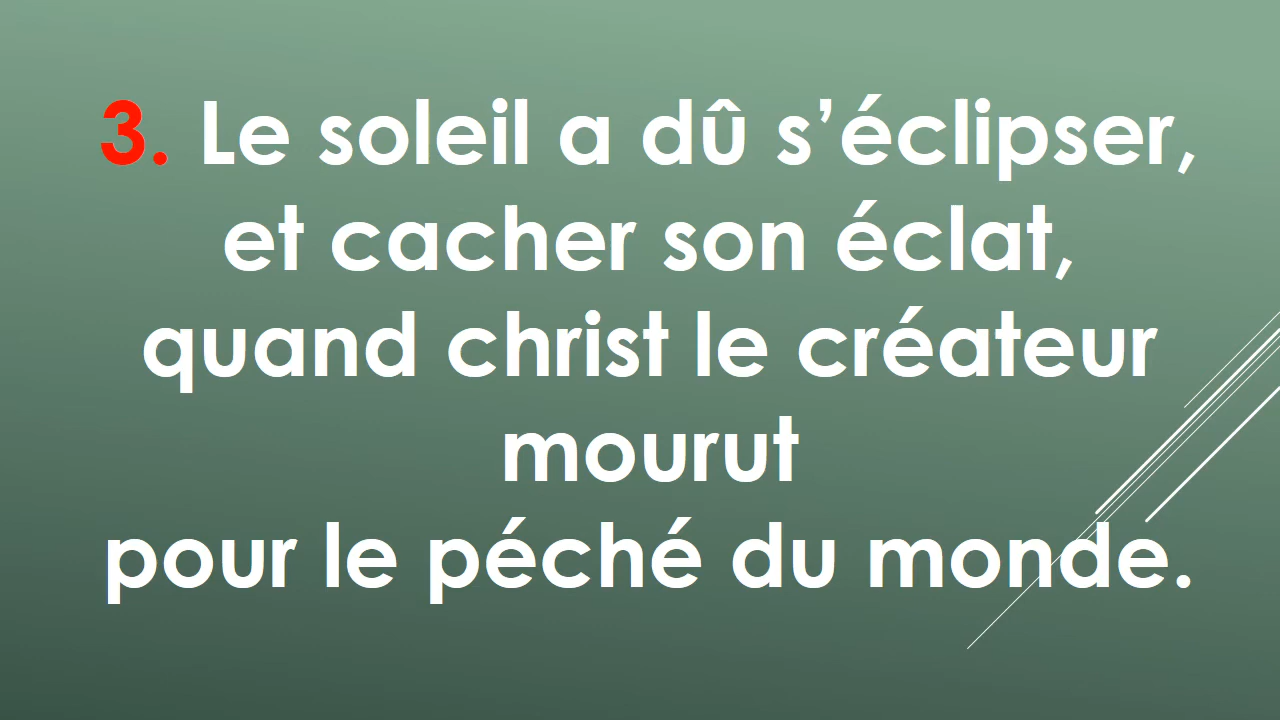 3. Le soleil a dû s’éclipser,
et cacher son éclat,
quand christ le créateur
mourut
pour le péché du monde.